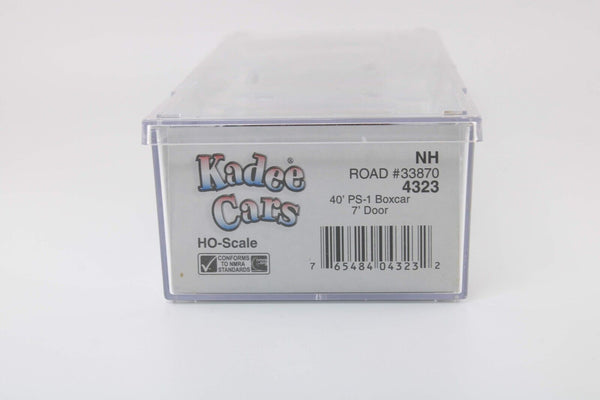 Kadee®
Cars
HO-Scale
CONFORMS
TO NMRA
STANDARDS
NH
ROAD #33870
4323
40' PS-1 Boxcar
7' Door
7 65484 04323 2